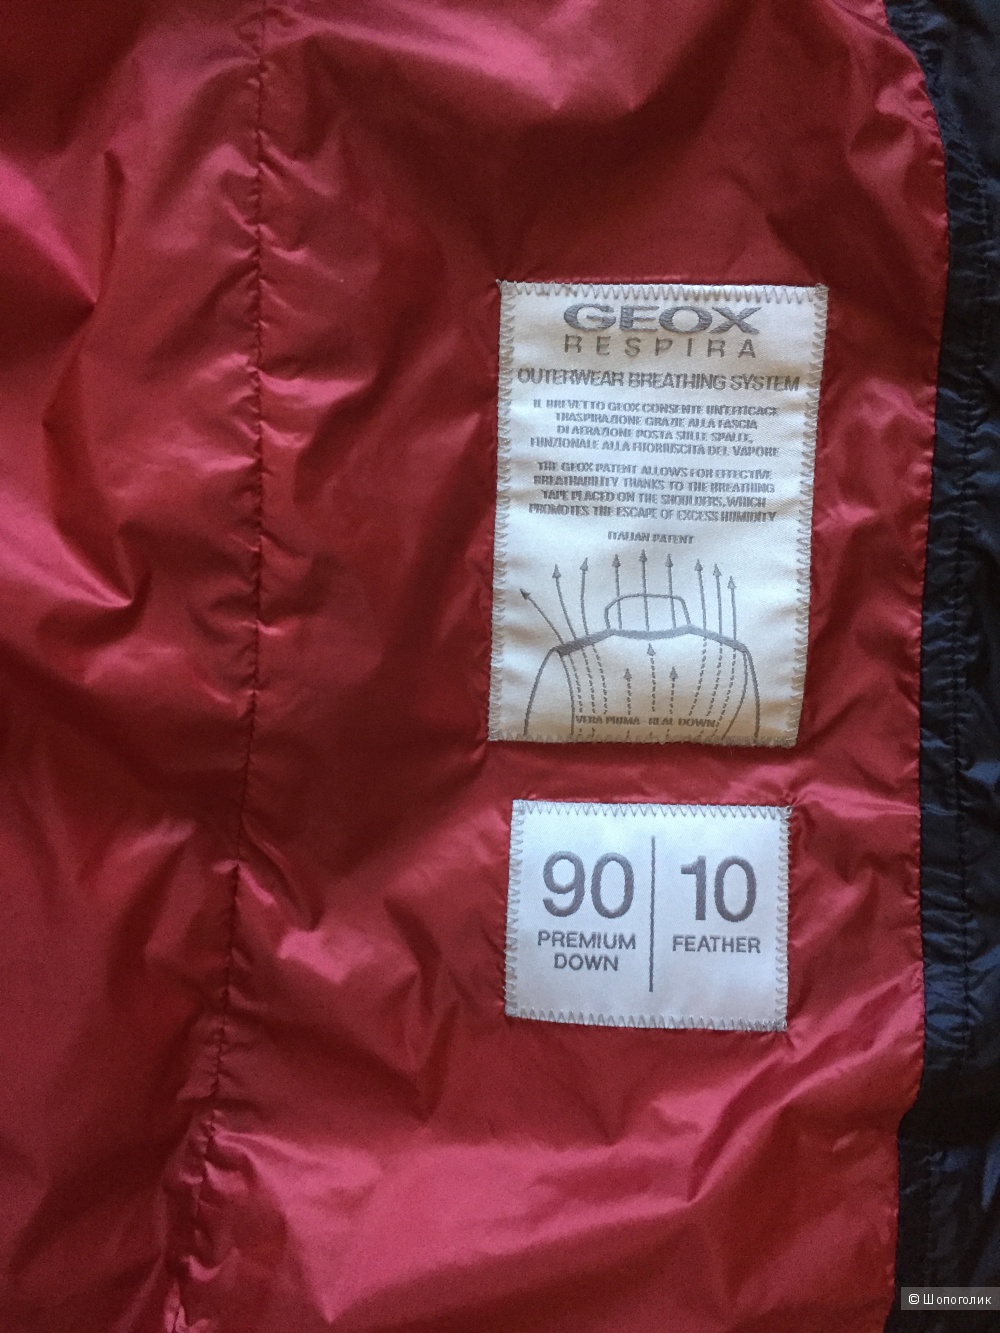 GEOX
RESPIRA
OUTERWEAR BREATHING SYSTEM
IL BREVETTO GEOX CONSENTE UN'EFFICACE
TRASPIRAZIONE GRAZIE ALLA FASCIA
DI AERAZIONE POSTA SULLE SPALLE,
FUNZIONALE ALLA FUORIUSCITA DEL VAPORE
THE GEOX PATENT ALLOWS FOR EFFECTIVE
BREATHABILITY THANKS TO THE BREATHING
TAPE PLACED ON THE SHOULDERS, WHICH
PROMOTES THE ESCAPE OF EXCESS HUMIDITY
ITALIAN PATENT
VERA PIUMA - REAL DOWN
90 10
PREMIUM FEATHER
DOWN
© Шопоголик